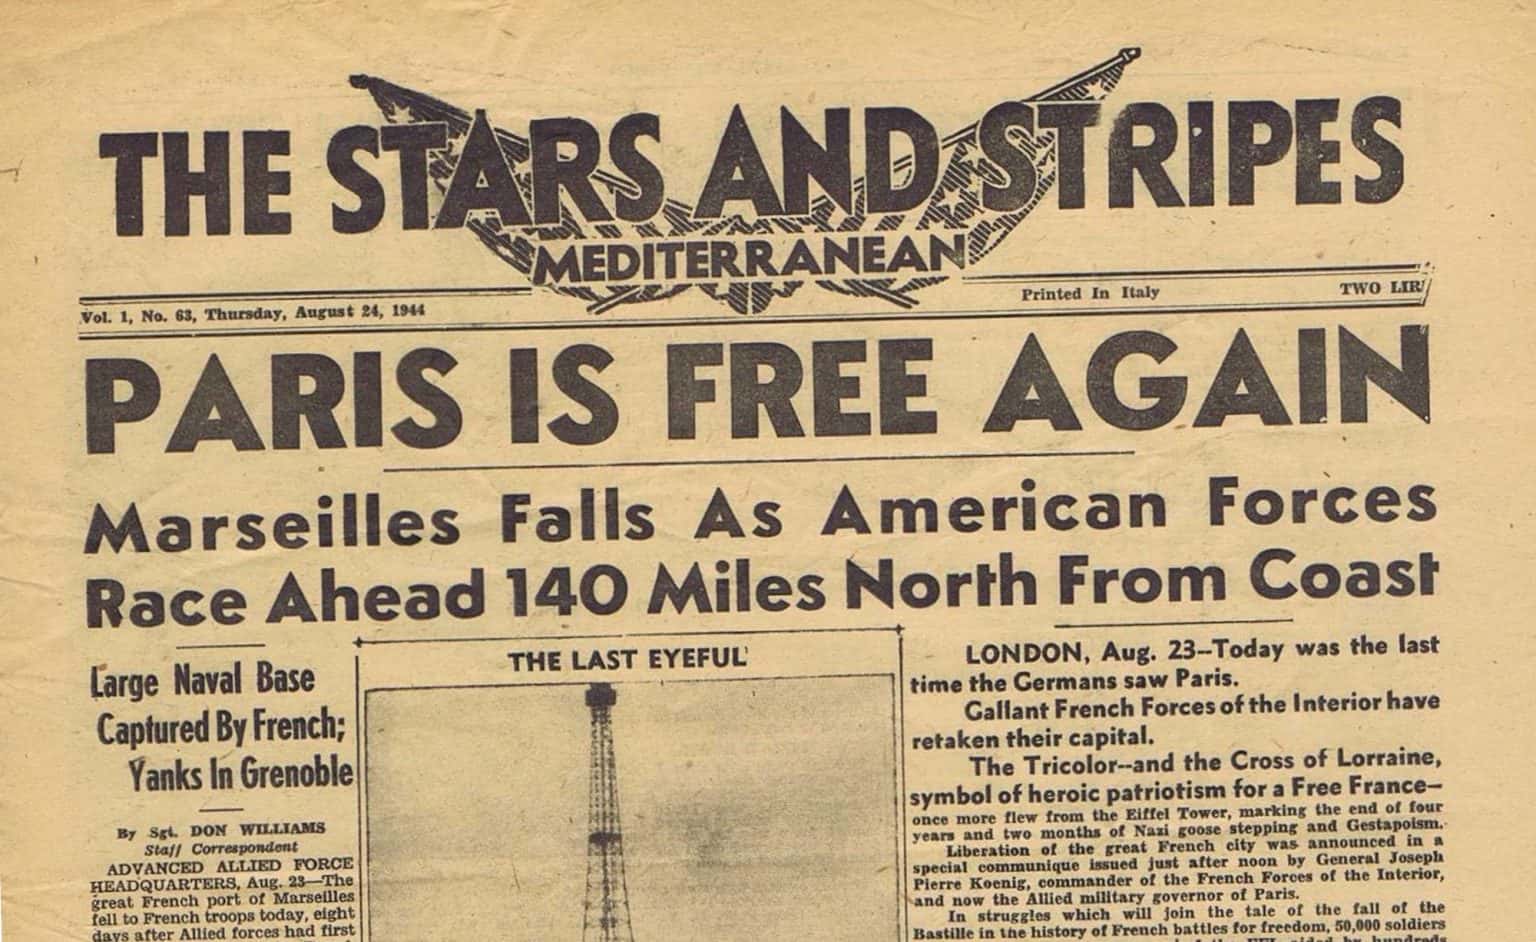 THE STARS AND STRIPES
MEDITERRANEAN
Vol. 1, No. 63, Thursday, August 24, 1944
Printed In Italy
TWO LIR
PARIS IS FREE AGAIN
Marseilles Falls As American Forces
Race Ahead 140 Miles North From Coast
Large Naval Base
Captured By French;
Yanks In Grenoble
By Sgt. DON WILLIAMS
Staff Correspondent
ADVANCED ALLIED FORCE
HEADQUARTERS, Aug. 23—The
great French port of Marseilles
fell to French troops today, eight
days after Allied forces had first
THE LAST EYEFUL
LONDON, Aug. 23--Today was the last
time the Germans saw Paris.
Gallant French Forces of the Interior have
retaken their capital.
The Tricolor--and the Cross of Lorraine,
symbol of heroic patriotism for a Free France—
once more flew from the Eiffel Tower, marking the end of four
years and two months of Nazi goose stepping and Gestapoism.
Liberation of the great French city was announced in a
special communique issued just after noon by General Joseph
Pierre Koenig, commander of the French Forces of the Interior,
and now the Allied military governor of Paris.
In struggles which will join the tale of the fall of the
Bastille in the history of French battles for freedom, 50,000 soldiers